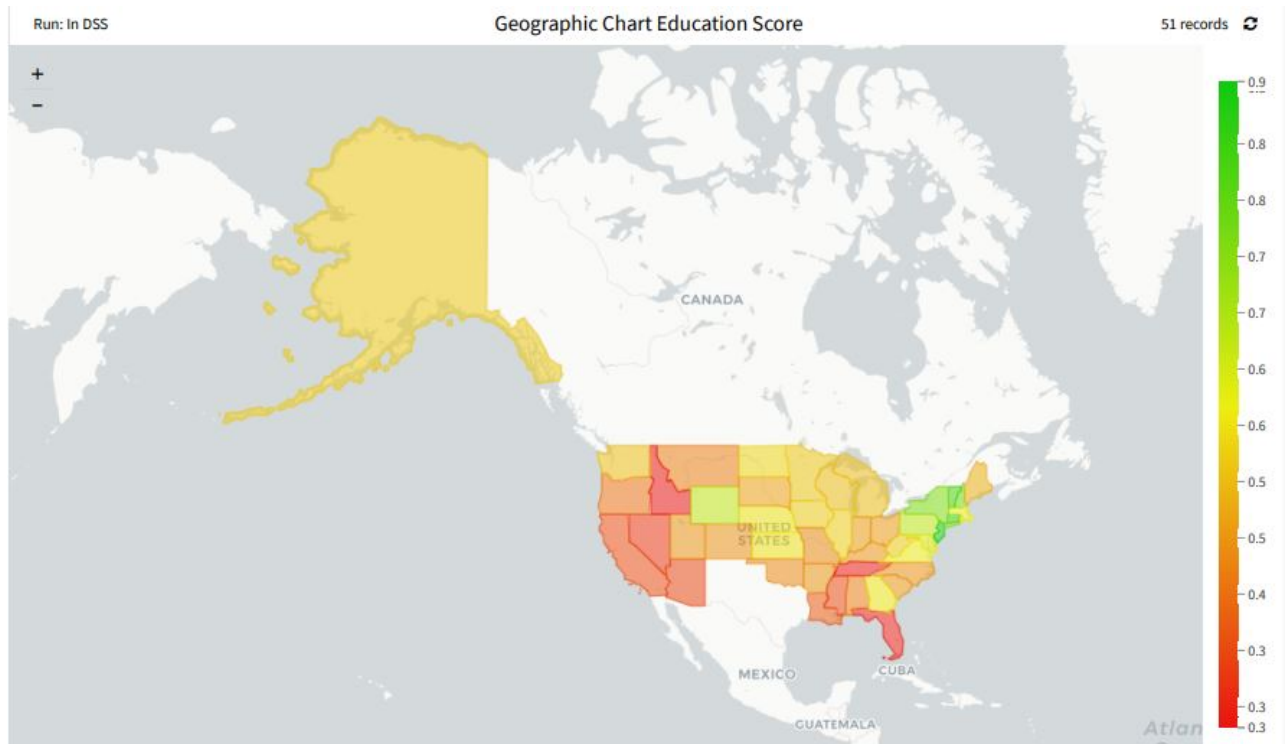 Run: In DSS
Geographic Chart Education Score
51 records
+
−
0.9
0.8
0.8
0.7
0.6
0.6
0.5
0.5
0.4
0.3
0.3
0.3
CANADA
UNITED
STATES
MEXICO
CUBA
GUATEMALA
Atlan